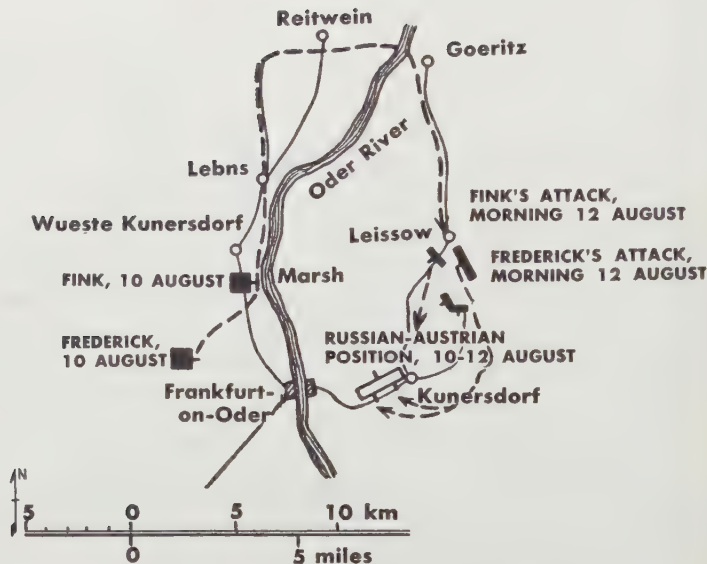 Reitwein
Goeritz
Oder River
Lebns
Wueste Kunersdorf
FINK'S ATTACK,
MORNING 12 AUGUST
Leissow
FREDERICK'S ATTACK,
MORNING 12 AUGUST
FINK, 10 AUGUST
Marsh
FREDERICK,
10 AUGUST
RUSSIAN-AUSTRIAN
POSITION, 10-12 AUGUST
Frankfurt-
on-Oder
Kunersdorf
N
5 0 5 10 km
0 5 miles